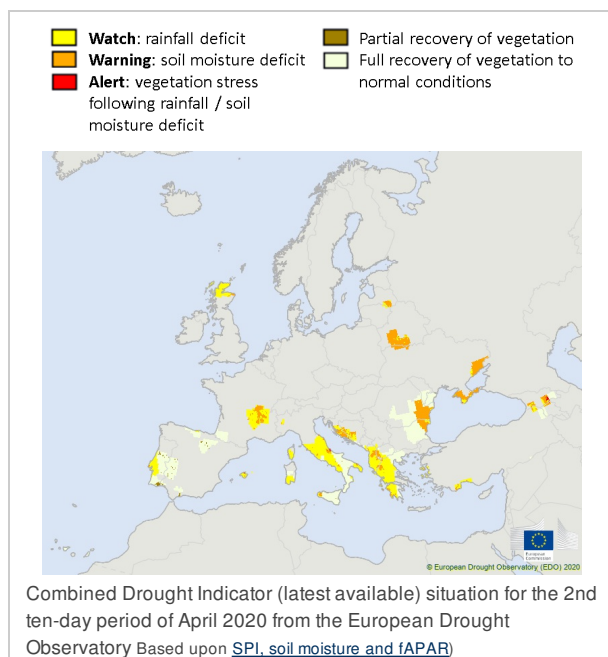 Watch: rainfall deficit
Warning: soil moisture deficit
Alert: vegetation stress
following rainfall / soil
moisture deficit
Partial recovery of vegetation
Full recovery of vegetation to
normal conditions
European
Commission
© European Drought Observatory (EDO) 2020
Combined Drought Indicator (latest available) situation for the 2nd
ten-day period of April 2020 from the European Drought
Observatory Based upon SPI, soil moisture and fAPAR)